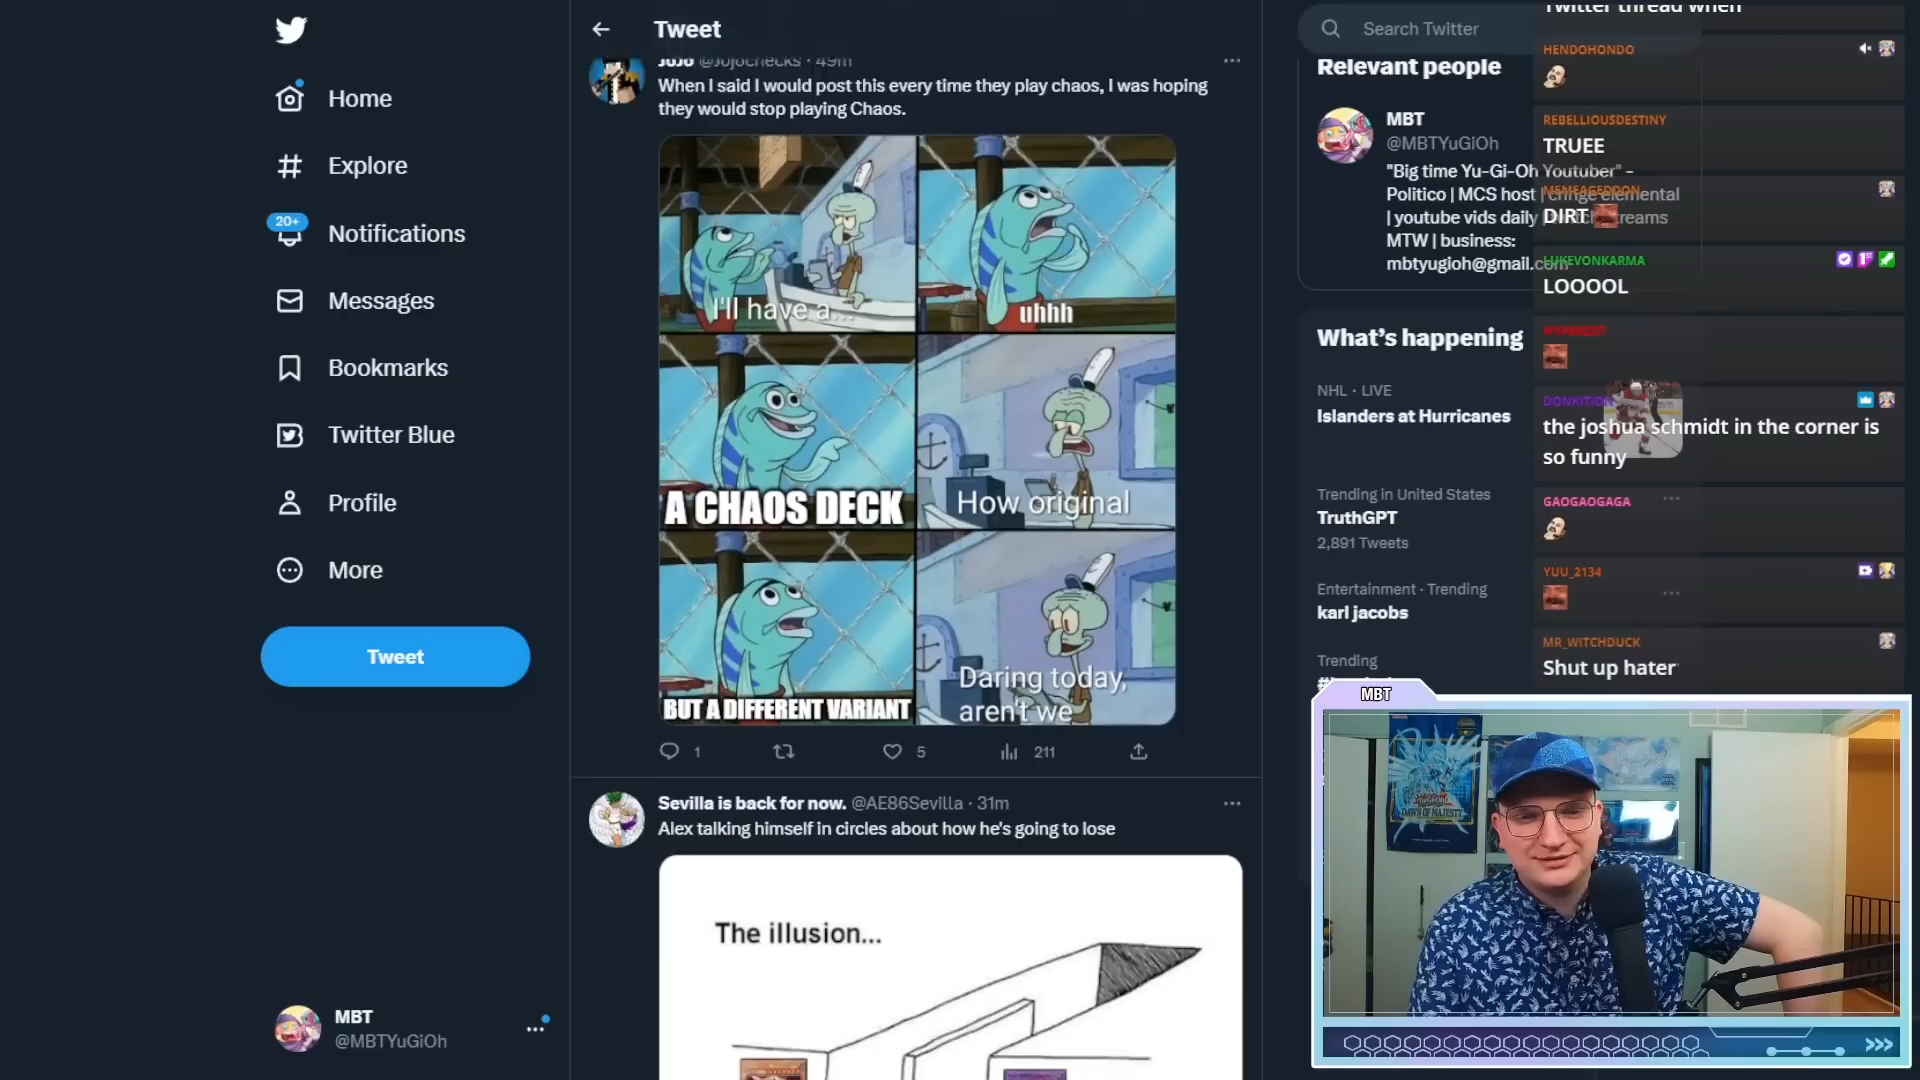 Home
Explore
20+
Notifications
Messages
Bookmarks
Twitter Blue
Profile
More
Tweet
MBT
@MBTYuGiOh
Tweet
JoJo @Jojochecks · 49m
When I said I would post this every time they play chaos, I was hoping
they would stop playing Chaos.
I'll have a...
uhhh
A CHAOS DECK
How original
BUT A DIFFERENT VARIANT
Daring today,
aren't we
1
5
211
Sevilla is back for now. @AE86Sevilla · 31m
Alex talking himself in circles about how he's going to lose
The illusion...
Search Twitter
Relevant people
MBT
@MBTYuGiOh
"Big time Yu-Gi-Oh Youtuber" -
Politico | MCS host | cringe elemental
| youtube vids daily | twitch streams
MTW | business:
mbtyugioh@gmail.com
What's happening
NHL · LIVE
Islanders at Hurricanes
Trending in United States
TruthGPT
2,891 Tweets
Entertainment · Trending
karl jacobs
Trending
Twitter thread when
HENDOHONDO
REBELLIOUSDESTINY
TRUEE
MEMEAGEDDON
DIRT
LUKEVONKARMA
LOOOOL
the joshua schmidt in the corner is
so funny
GAOGAOGAGA
YUU_2134
MR_WITCHDUCK
Shut up hater
MBT
DAWN OF MAJESTY